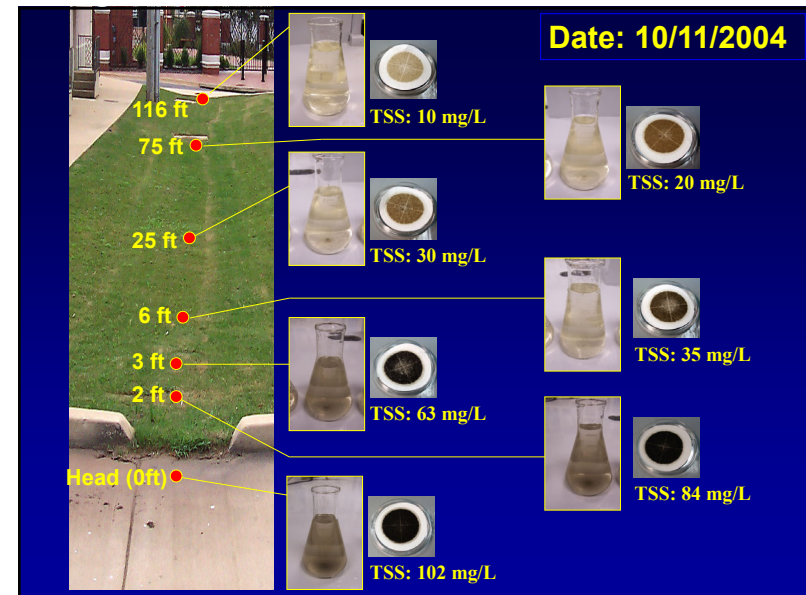 Date: 10/11/2004
116 ft
TSS: 10 mg/L
75 ft
TSS: 20 mg/L
25 ft
TSS: 30 mg/L
6 ft
TSS: 35 mg/L
3 ft
TSS: 63 mg/L
2 ft
TSS: 84 mg/L
Head (0ft)
TSS: 102 mg/L